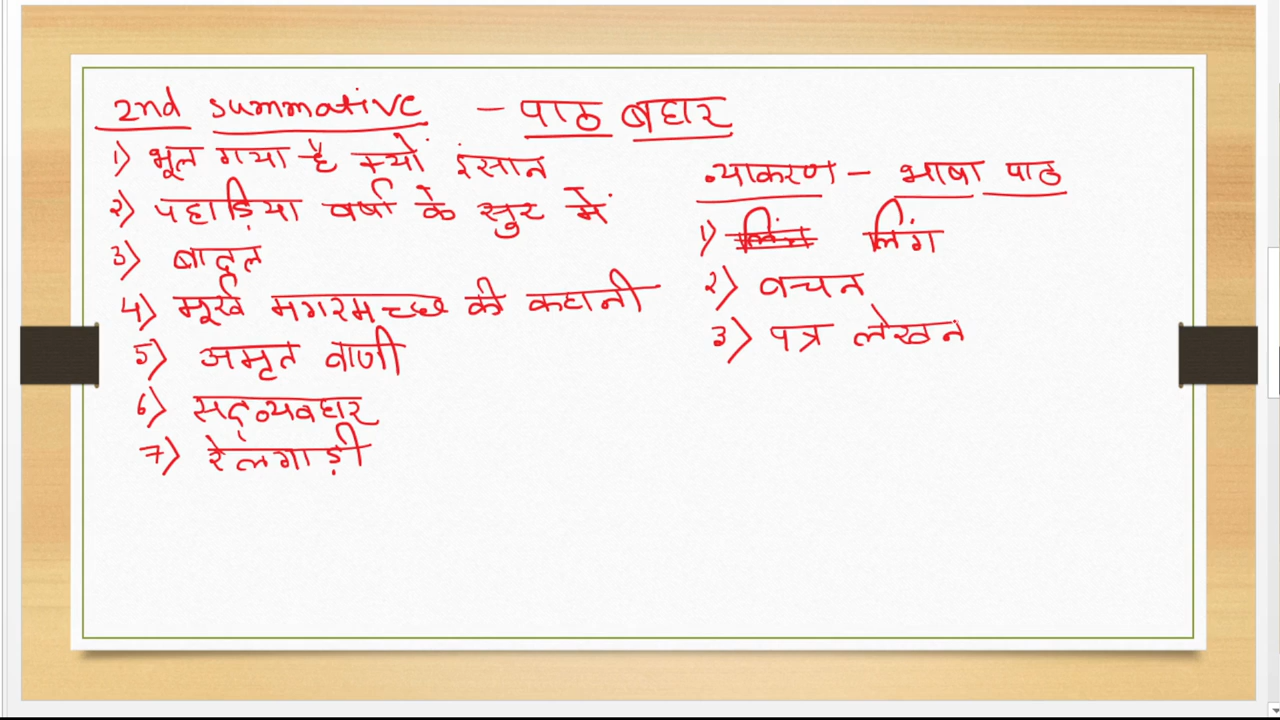 2nd summative - पाठ बहार
1) भूल गया है क्यों इंसान
2) पहाड़िया वर्षा के सुर में
3) बादल
4) मूर्ख मगरमच्छ की कहानी
5) अमृत वाणी
6) सद्व्यवहार
7) रेलगाड़ी
व्याकरण - भाषा पाठ
1) लिंग
2) वचन
3) पत्र लेखन